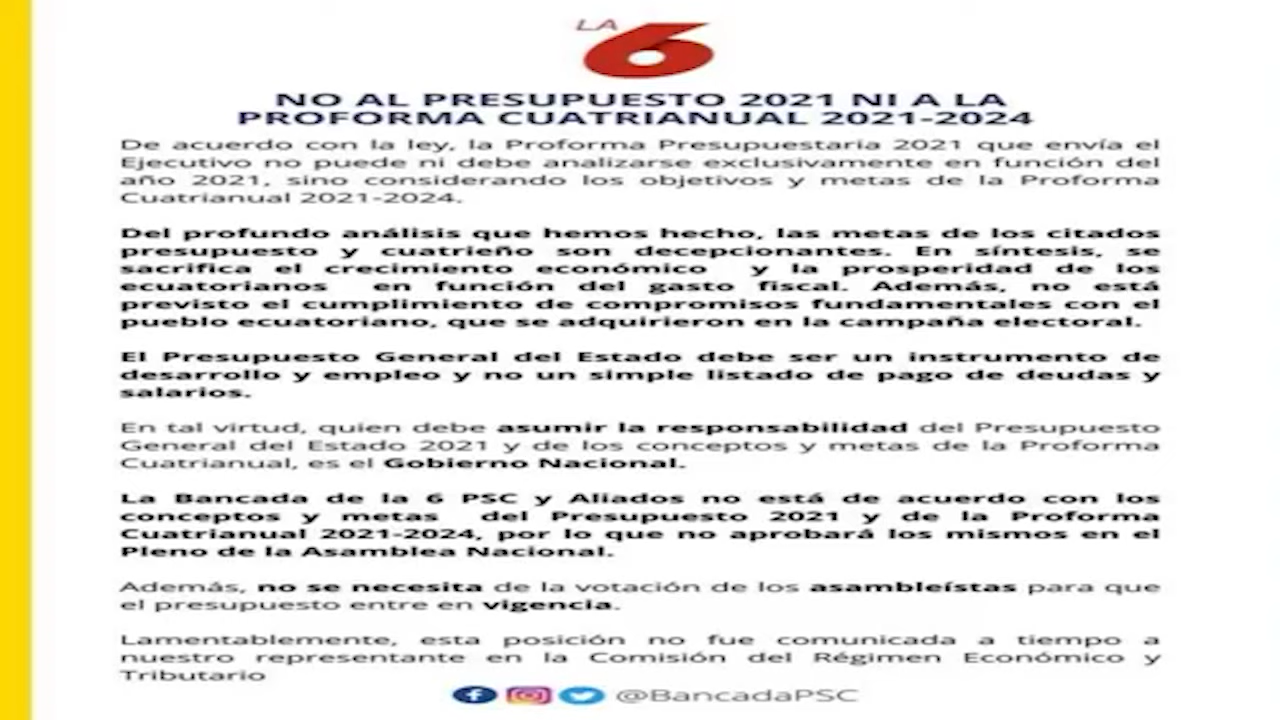 LA
6
NO AL PRESUPUESTO 2021 NI A LA
PROFORMA CUATRIANUAL 2021-2024
De acuerdo con la ley, la Proforma Presupuestaria 2021 que envía el
Ejecutivo no puede ni debe analizarse exclusivamente en función del
año 2021, sino considerando los objetivos y metas de la Proforma
Cuatrianual 2021-2024.
Del profundo análisis que hemos hecho, las metas de los citados
presupuesto y cuatrieño son decepcionantes. En síntesis, se
sacrifica el crecimiento económico y la prosperidad de los
ecuatorianos en función del gasto fiscal. Además, no está
previsto el cumplimiento de compromisos fundamentales con el
pueblo ecuatoriano, que se adquirieron en la campaña electoral.
El Presupuesto General del Estado debe ser un instrumento de
desarrollo y empleo y no un simple listado de pago de deudas y
salarios.
En tal virtud, quien debe asumir la responsabilidad del Presupuesto
General del Estado 2021 y de los conceptos y metas de la Proforma
Cuatrianual, es el Gobierno Nacional.
La Bancada de la 6 PSC y Aliados no está de acuerdo con los
conceptos y metas del Presupuesto 2021 y de la Proforma
Cuatrianual 2021-2024, por lo que no aprobará los mismos en el
Pleno de la Asamblea Nacional.
Además, no se necesita de la votación de los asambleístas para que
el presupuesto entre en vigencia.
Lamentablemente, esta posición no fue comunicada a tiempo a
nuestro representante en la Comisión del Régimen Económico y
Tributario
@BancadaPSC